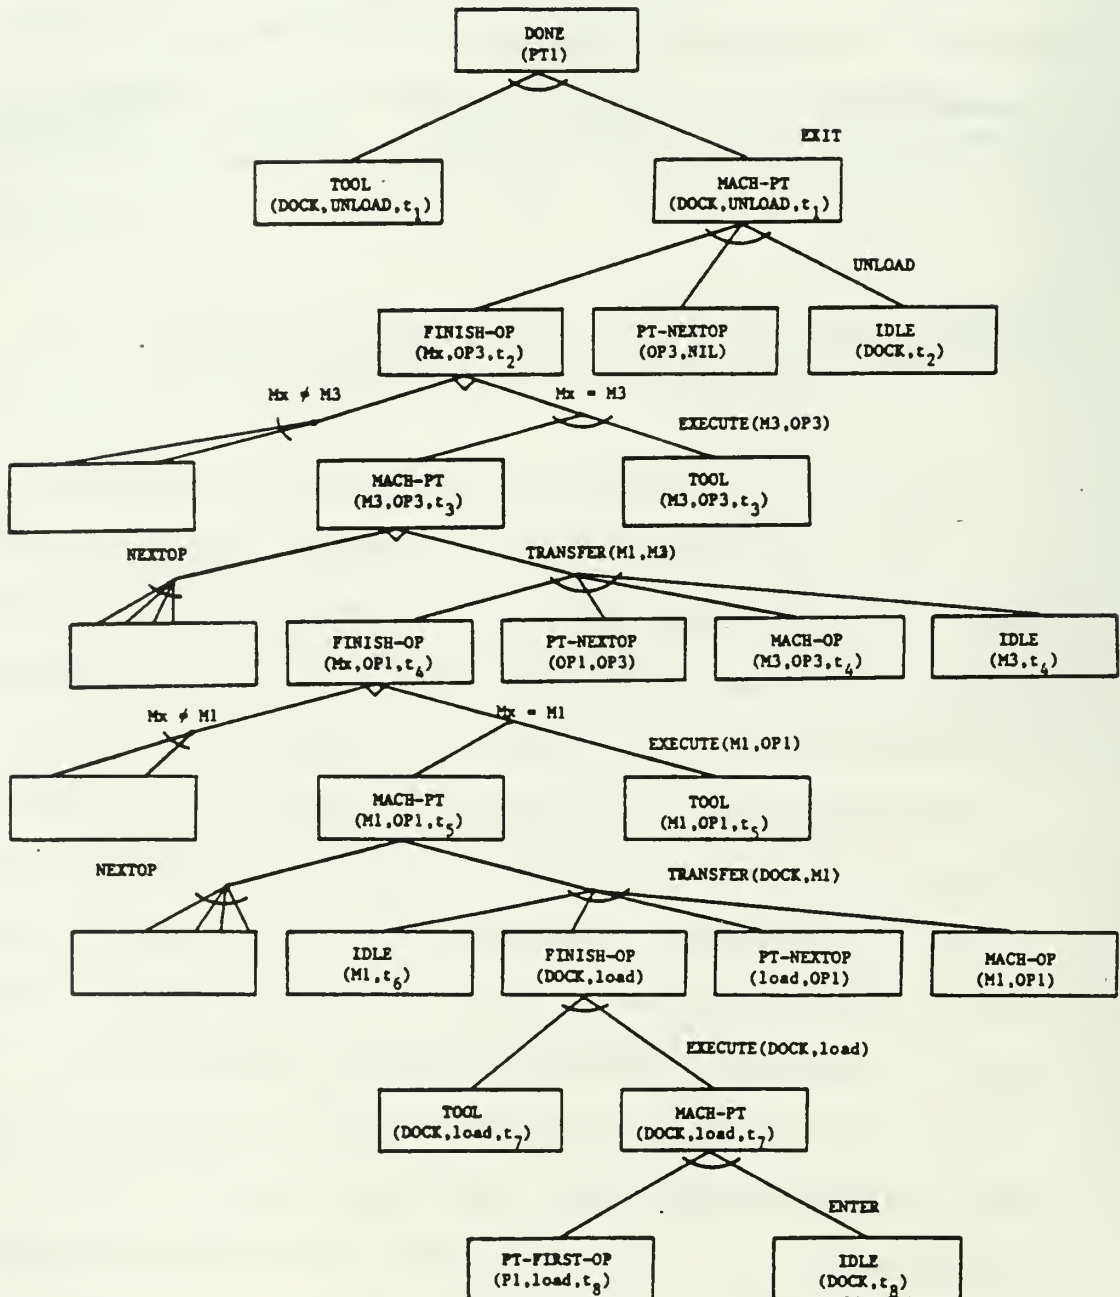 DONE
(PT1)
EXIT
TOOL
(DOCK,UNLOAD,t₁)
MACH-PT
(DOCK,UNLOAD,t₁)
UNLOAD
FINISH-OP
(Mx,OP3,t₂)
PT-NEXTOP
(OP3,NIL)
IDLE
(DOCK,t₂)
Mx ≠ M3
Mx = M3
EXECUTE(M3,OP3)
MACH-PT
(M3,OP3,t₃)
TOOL
(M3,OP3,t₃)
NEXTOP
TRANSFER(M1,M3)
FINISH-OP
(Mx,OP1,t₄)
PT-NEXTOP
(OP1,OP3)
MACH-OP
(M3,OP3,t₄)
IDLE
(M3,t₄)
Mx ≠ M1
Mx = M1
EXECUTE(M1,OP1)
MACH-PT
(M1,OP1,t₅)
TOOL
(M1,OP1,t₅)
NEXTOP
TRANSFER(DOCK,M1)
IDLE
(M1,t₆)
FINISH-OP
(DOCK,load)
PT-NEXTOP
(load,OP1)
MACH-OP
(M1,OP1)
EXECUTE(DOCK,load)
TOOL
(DOCK,load,t₇)
MACH-PT
(DOCK,load,t₇)
ENTER
PT-FIRST-OP
(P1,load,t₈)
IDLE
(DOCK,t₈)